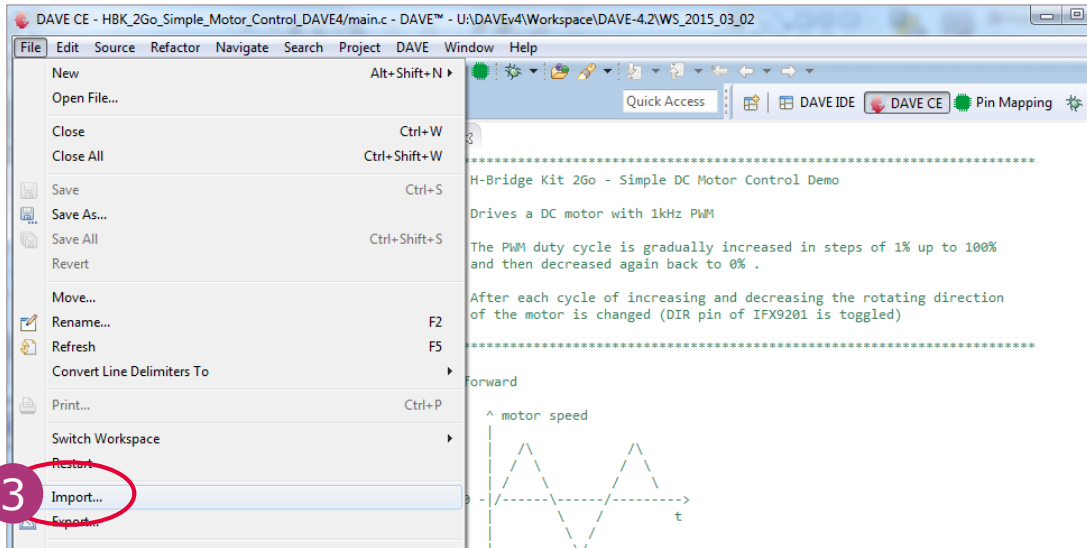 DAVE CE - HBK_2Go_Simple_Motor_Control_DAVE4/main.c - DAVE™ - U:\DAVEv4\Workspace\DAVE-4.2\WS_2015_03_02
File Edit Source Refactor Navigate Search Project DAVE Window Help
New Alt+Shift+N
Open File...
Quick Access DAVE IDE DAVE CE Pin Mapping
Close Ctrl+W
Close All Ctrl+Shift+W
Save Ctrl+S
Save As...
Save All Ctrl+Shift+S
Revert
Move...
Rename... F2
Refresh F5
Convert Line Delimiters To
Print... Ctrl+P
Switch Workspace
Restart
3
Import...
Export...
H-Bridge Kit 2Go - Simple DC Motor Control Demo
Drives a DC motor with 1kHz PWM
The PWM duty cycle is gradually increased in steps of 1% up to 100%
and then decreased again back to 0% .
After each cycle of increasing and decreasing the rotating direction
of the motor is changed (DIR pin of IFX9201 is toggled)
forward
^ motor speed
0 -|/------\------/--------->
t